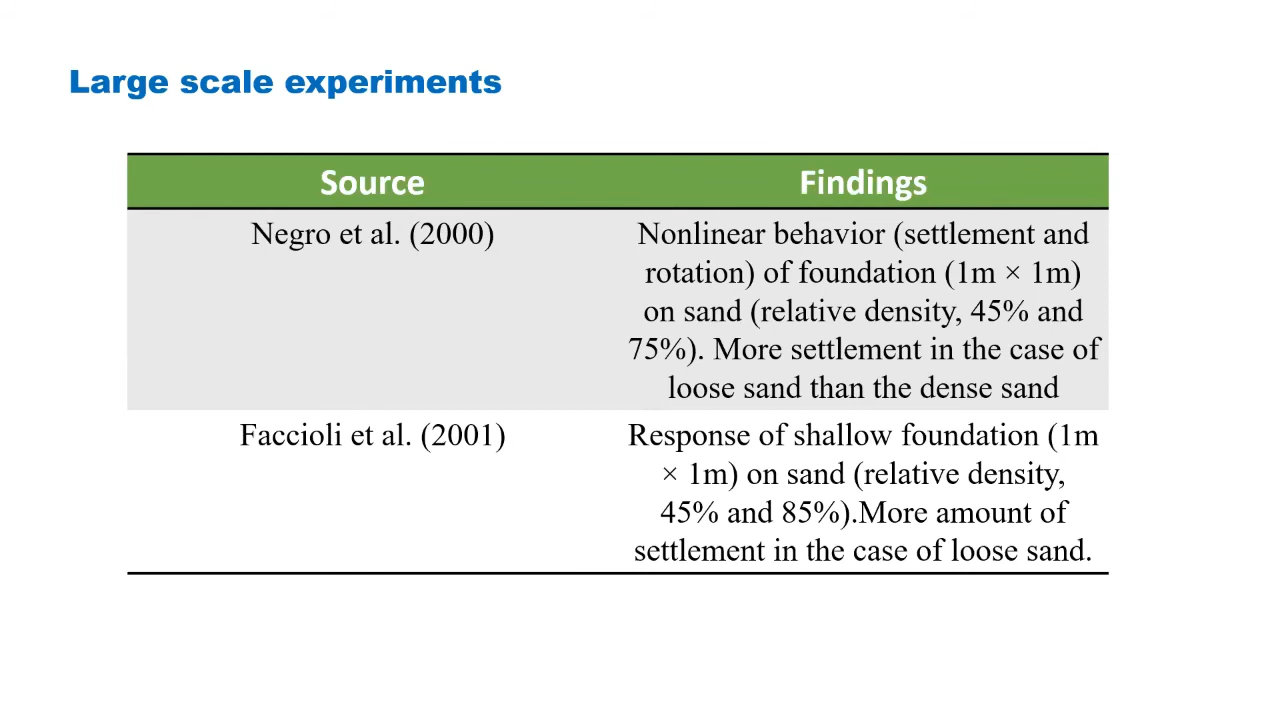 Large scale experiments
Source
Findings
Negro et al. (2000)
Nonlinear behavior (settlement and
rotation) of foundation (1m × 1m)
on sand (relative density, 45% and
75%). More settlement in the case of
loose sand than the dense sand
Faccioli et al. (2001)
Response of shallow foundation (1m
× 1m) on sand (relative density,
45% and 85%).More amount of
settlement in the case of loose sand.